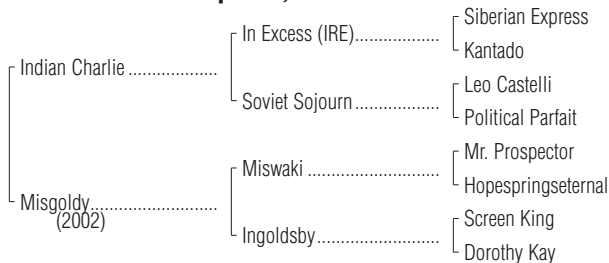 Siberian Express
In Excess (IRE)
Kantado
Indian Charlie
Leo Castelli
Soviet Sojourn
Political Parfait
Mr. Prospector
Miswaki
Hopespringseternal
Misgoldy
(2002)
Screen King
Ingoldsby
Dorothy Kay